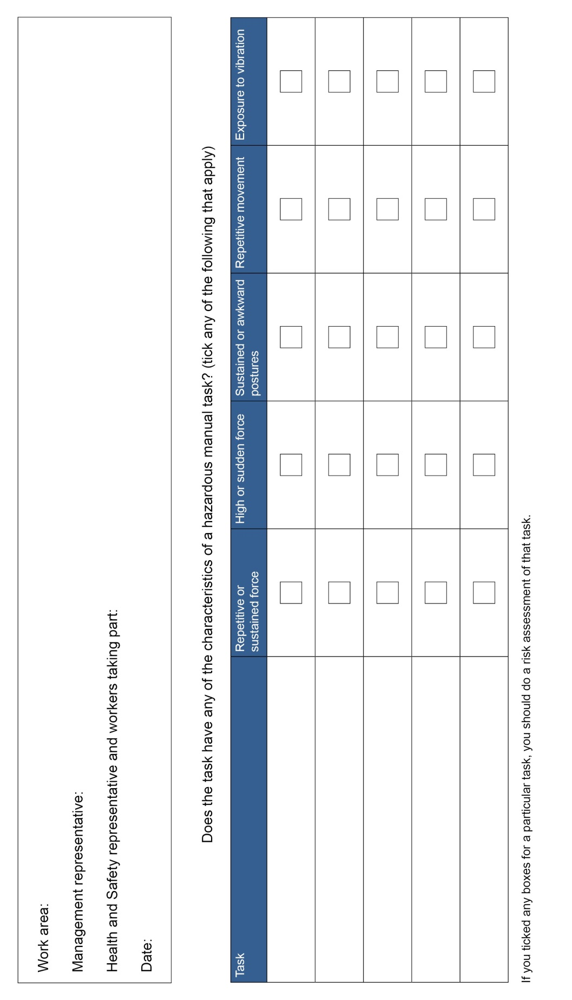 Work area:
Management representative:
Health and Safety representative and workers taking part:
Date:
Does the task have any of the characteristics of a hazardous manual task? (tick any of the following that apply)
Task
Repetitive or
sustained force
High or sudden force
Sustained or awkward
postures
Repetitive movement
Exposure to vibration
If you ticked any boxes for a particular task, you should do a risk assessment of that task.